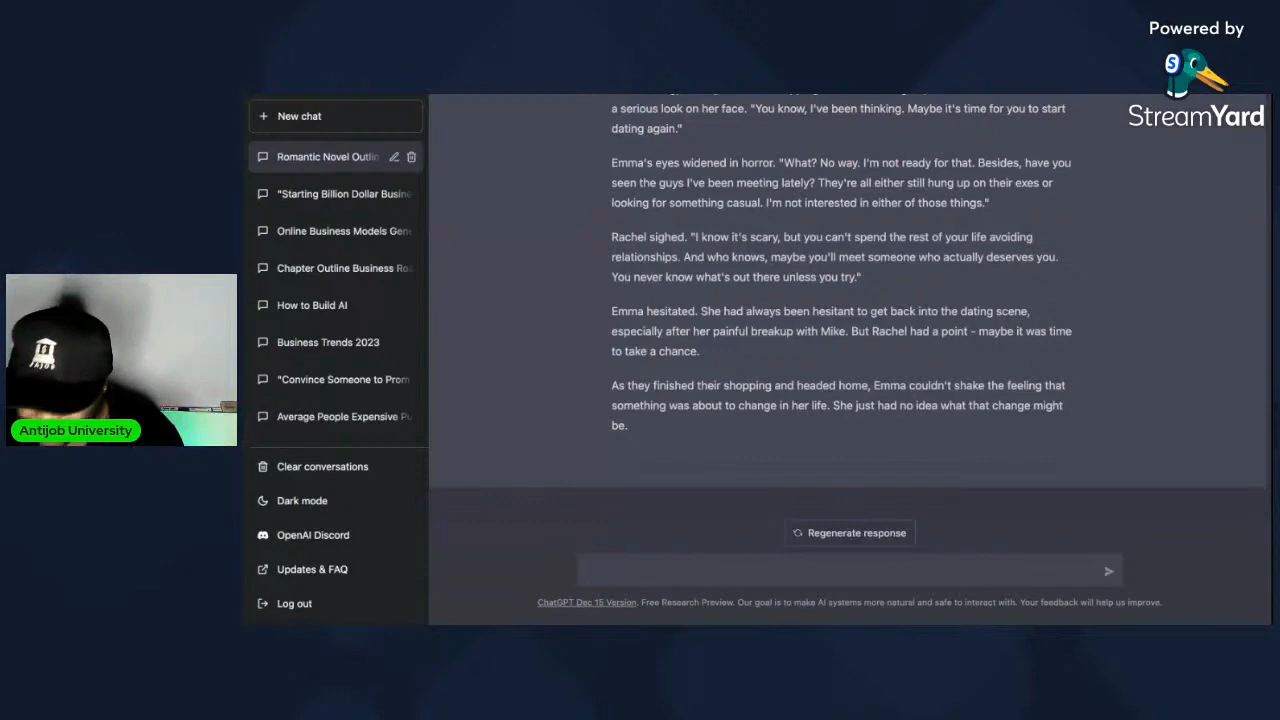 Powered by
StreamYard
New chat
Romantic Novel Outlin
"Starting Billion Dollar Busine
Online Business Models Gen
Chapter Outline Business Ro
How to Build AI
Business Trends 2023
"Convince Someone to Prom
Average People Expensive Pu
Clear conversations
Dark mode
OpenAI Discord
Updates & FAQ
Log out
a serious look on her face. "You know, I've been thinking. Maybe it's time for you to start
dating again."
Emma's eyes widened in horror. "What? No way. I'm not ready for that. Besides, have you
seen the guys I've been meeting lately? They're all either still hung up on their exes or
looking for something casual. I'm not interested in either of those things."
Rachel sighed. "I know it's scary, but you can't spend the rest of your life avoiding
relationships. And who knows, maybe you'll meet someone who actually deserves you.
You never know what's out there unless you try."
Emma hesitated. She had always been hesitant to get back into the dating scene,
especially after her painful breakup with Mike. But Rachel had a point - maybe it was time
to take a chance.
As they finished their shopping and headed home, Emma couldn't shake the feeling that
something was about to change in her life. She just had no idea what that change might
be.
Regenerate response
ChatGPT Dec 15 Version. Free Research Preview. Our goal is to make AI systems more natural and safe to interact with. Your feedback will help us improve.
Antijob University